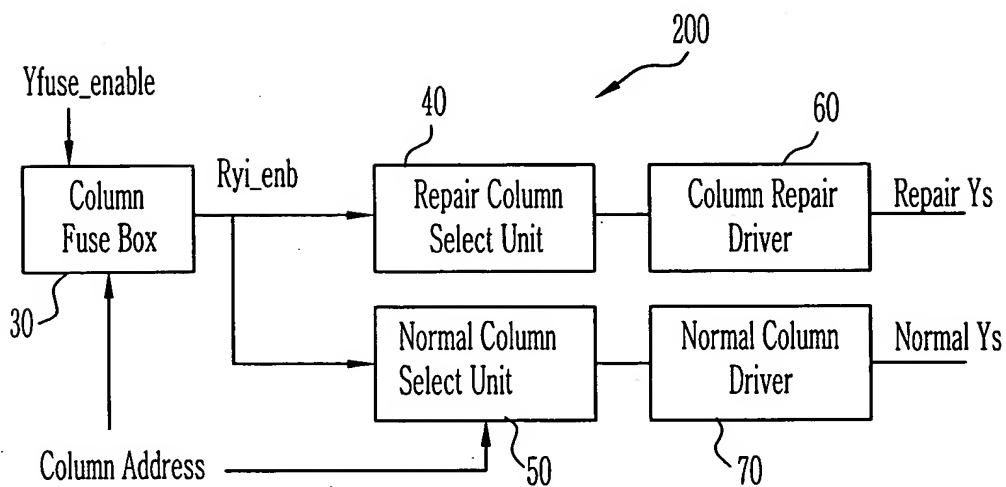 200
Yfuse_enable
40
60
Ryi_enb
Column
Fuse Box
Repair Column
Select Unit
Column Repair
Driver
Repair Ys
30
Normal Column
Select Unit
Normal Column
Driver
Normal Ys
Column Address
50
70